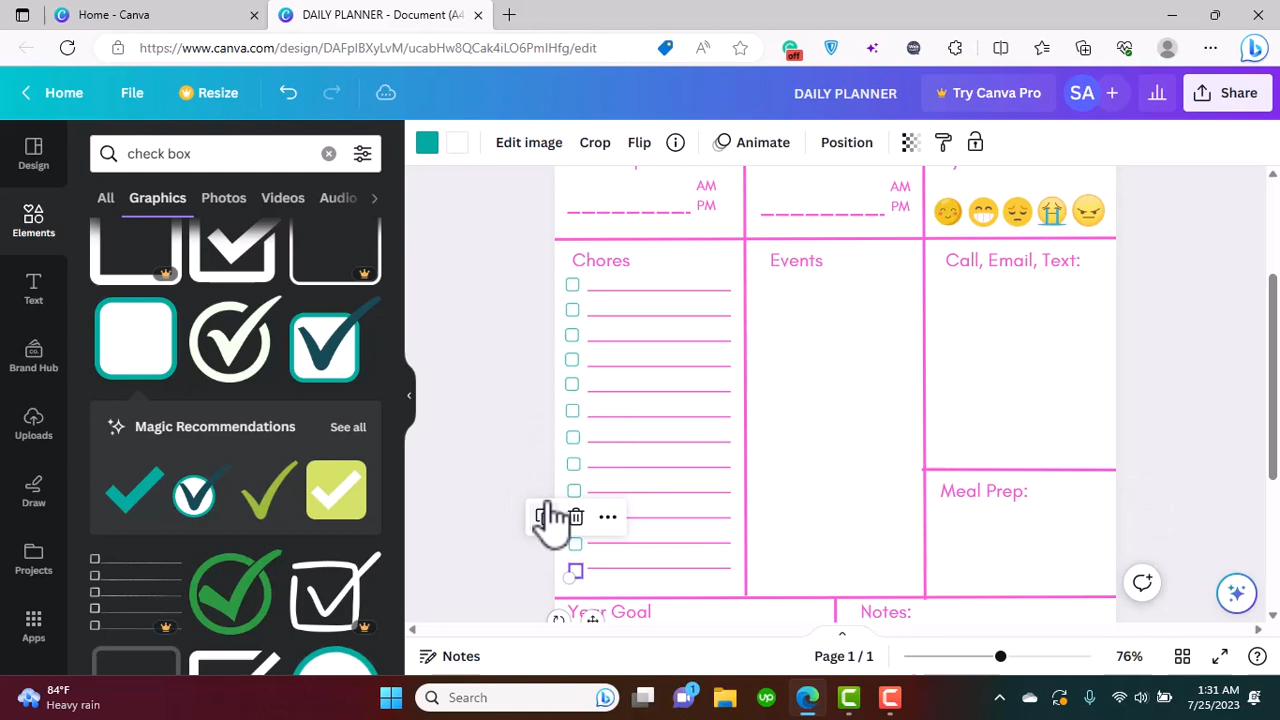 Home - Canva
DAILY PLANNER - Document (A4
https://www.canva.com/design/DAFpIBXyLvM/ucabHw8QCak4iLO6PmIHfg/edit
off
Home
File
Resize
DAILY PLANNER
SA
Try Canva Pro
Share
Design
Elements
Text
Brand Hub
Uploads
Draw
Projects
Apps
check box
All
Graphics
Photos
Videos
Audio
Magic Recommendations
See all
Edit image
Crop
Flip
Animate
Position
AM
PM
AM
PM
Chores
Events
Call, Email, Text:
Meal Prep:
Your Goal
Notes:
Notes
Page 1 / 1
76%
84°F
Heavy rain
Search
1
1:31 AM
7/25/2023